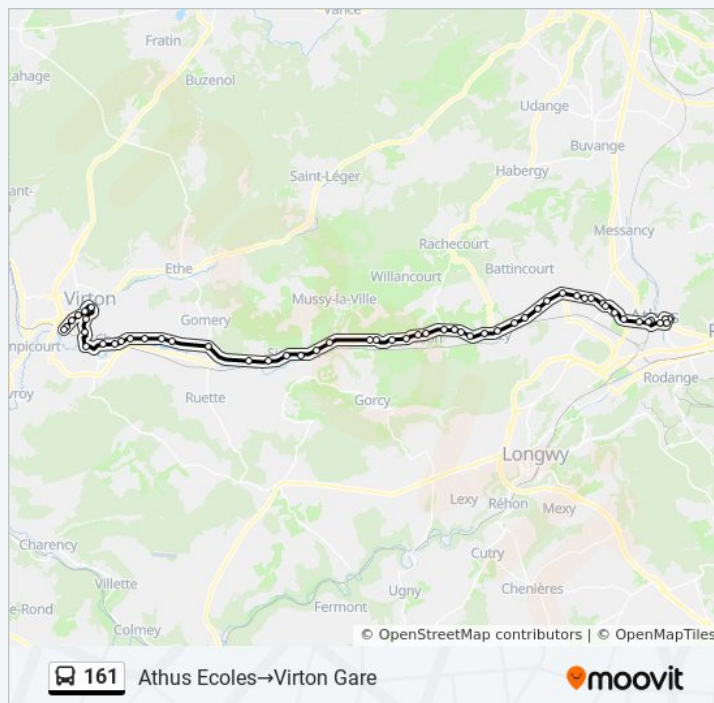 Vance
Fratin
Lahage
Buzenol
Udange
Buvange
Saint-Léger
Habergy
Messancy
Rachecourt
Ethe
Battincourt
Willancourt
Virton
Mussy-la-Ville
Gomery
Ruette
Rodange
Gorcy
Longwy
Lexy
Réhon
Mexy
Charency
Cutry
Villette
Ugny
Chenières
Fermont
Colmey
© OpenStreetMap contributors | © OpenMapTiles
161 Athus Ecoles→Virton Gare
moovit